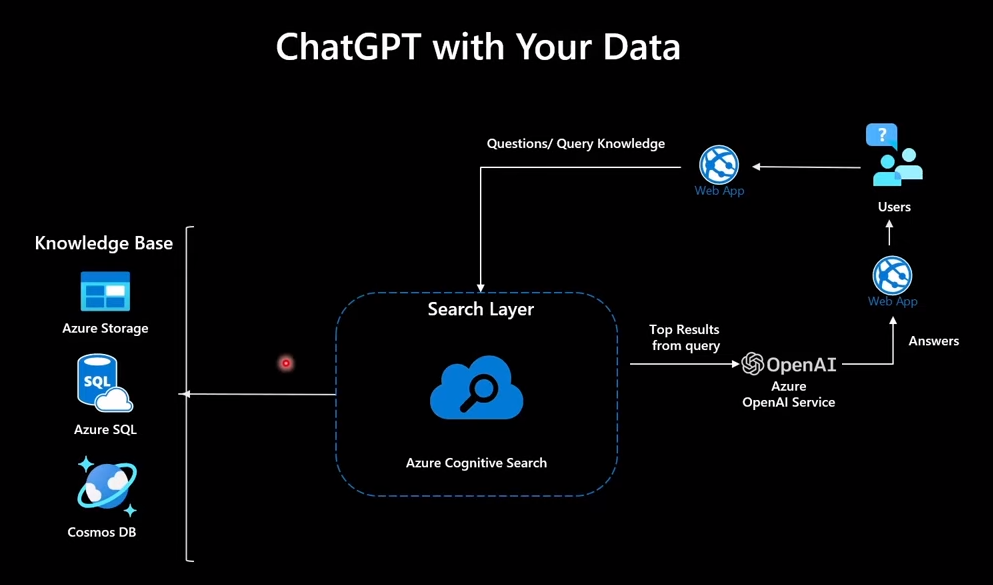 ChatGPT with Your Data
Questions/ Query Knowledge
?
Web App
Users
Knowledge Base
Azure Storage
SQL
Azure SQL
Cosmos DB
Search Layer
Azure Cognitive Search
Top Results
from query
OpenAI
Azure
OpenAI Service
Answers
Web App